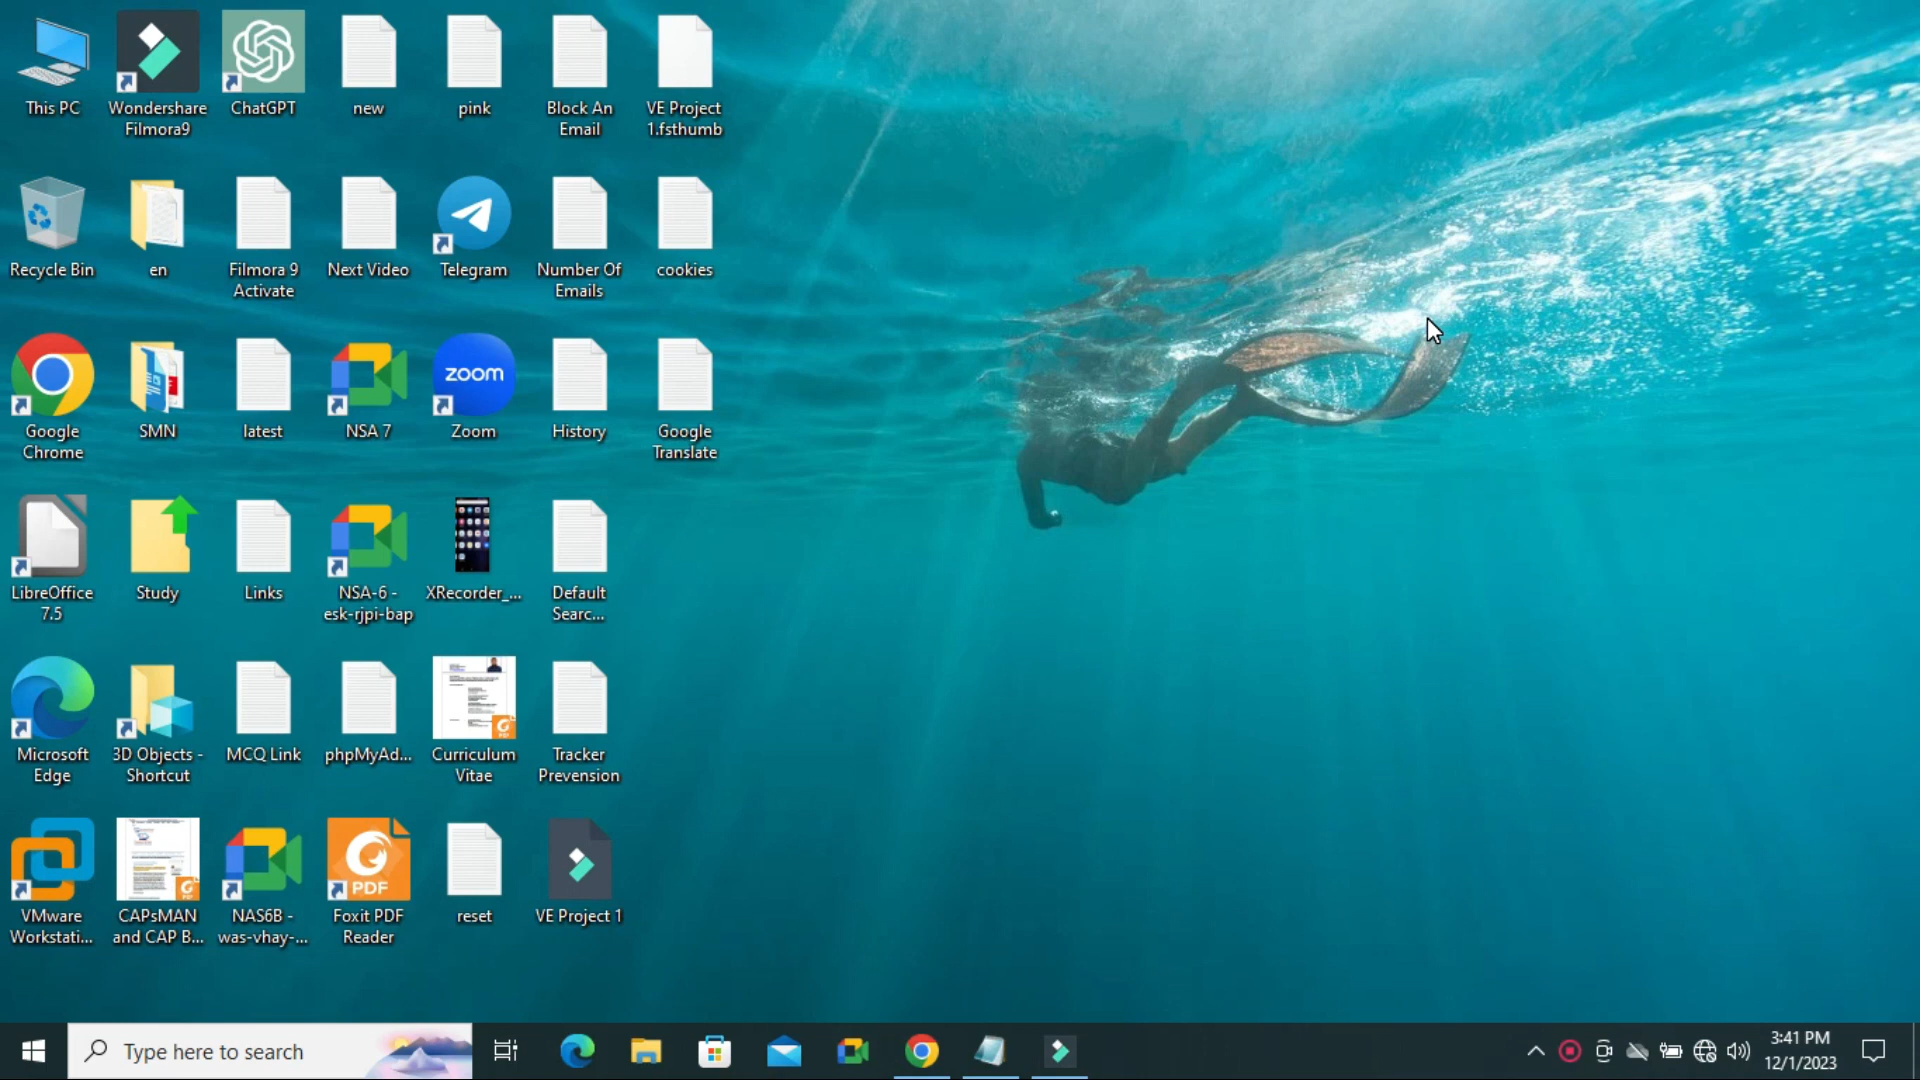 This PC
Wondershare
Filmora9
ChatGPT
new
pink
Block An
Email
VE Project
1.fsthumb
Recycle Bin
en
Filmora 9
Activate
Next Video
Telegram
Number Of
Emails
cookies
Google
Chrome
SMN
latest
NSA 7
zoom
Zoom
History
Google
Translate
LibreOffice
7.5
Study
Links
NSA-6 -
esk-rjpi-bap
XRecorder_...
Default
Searc...
Microsoft
Edge
3D Objects -
Shortcut
MCQ Link
phpMyAd...
Curriculum
Vitae
Tracker
Prevension
VMware
Workstati...
CAPsMAN
and CAP B...
NAS6B -
was-vhay-...
PDF
Foxit PDF
Reader
reset
VE Project 1
Type here to search
3:41 PM
12/1/2023